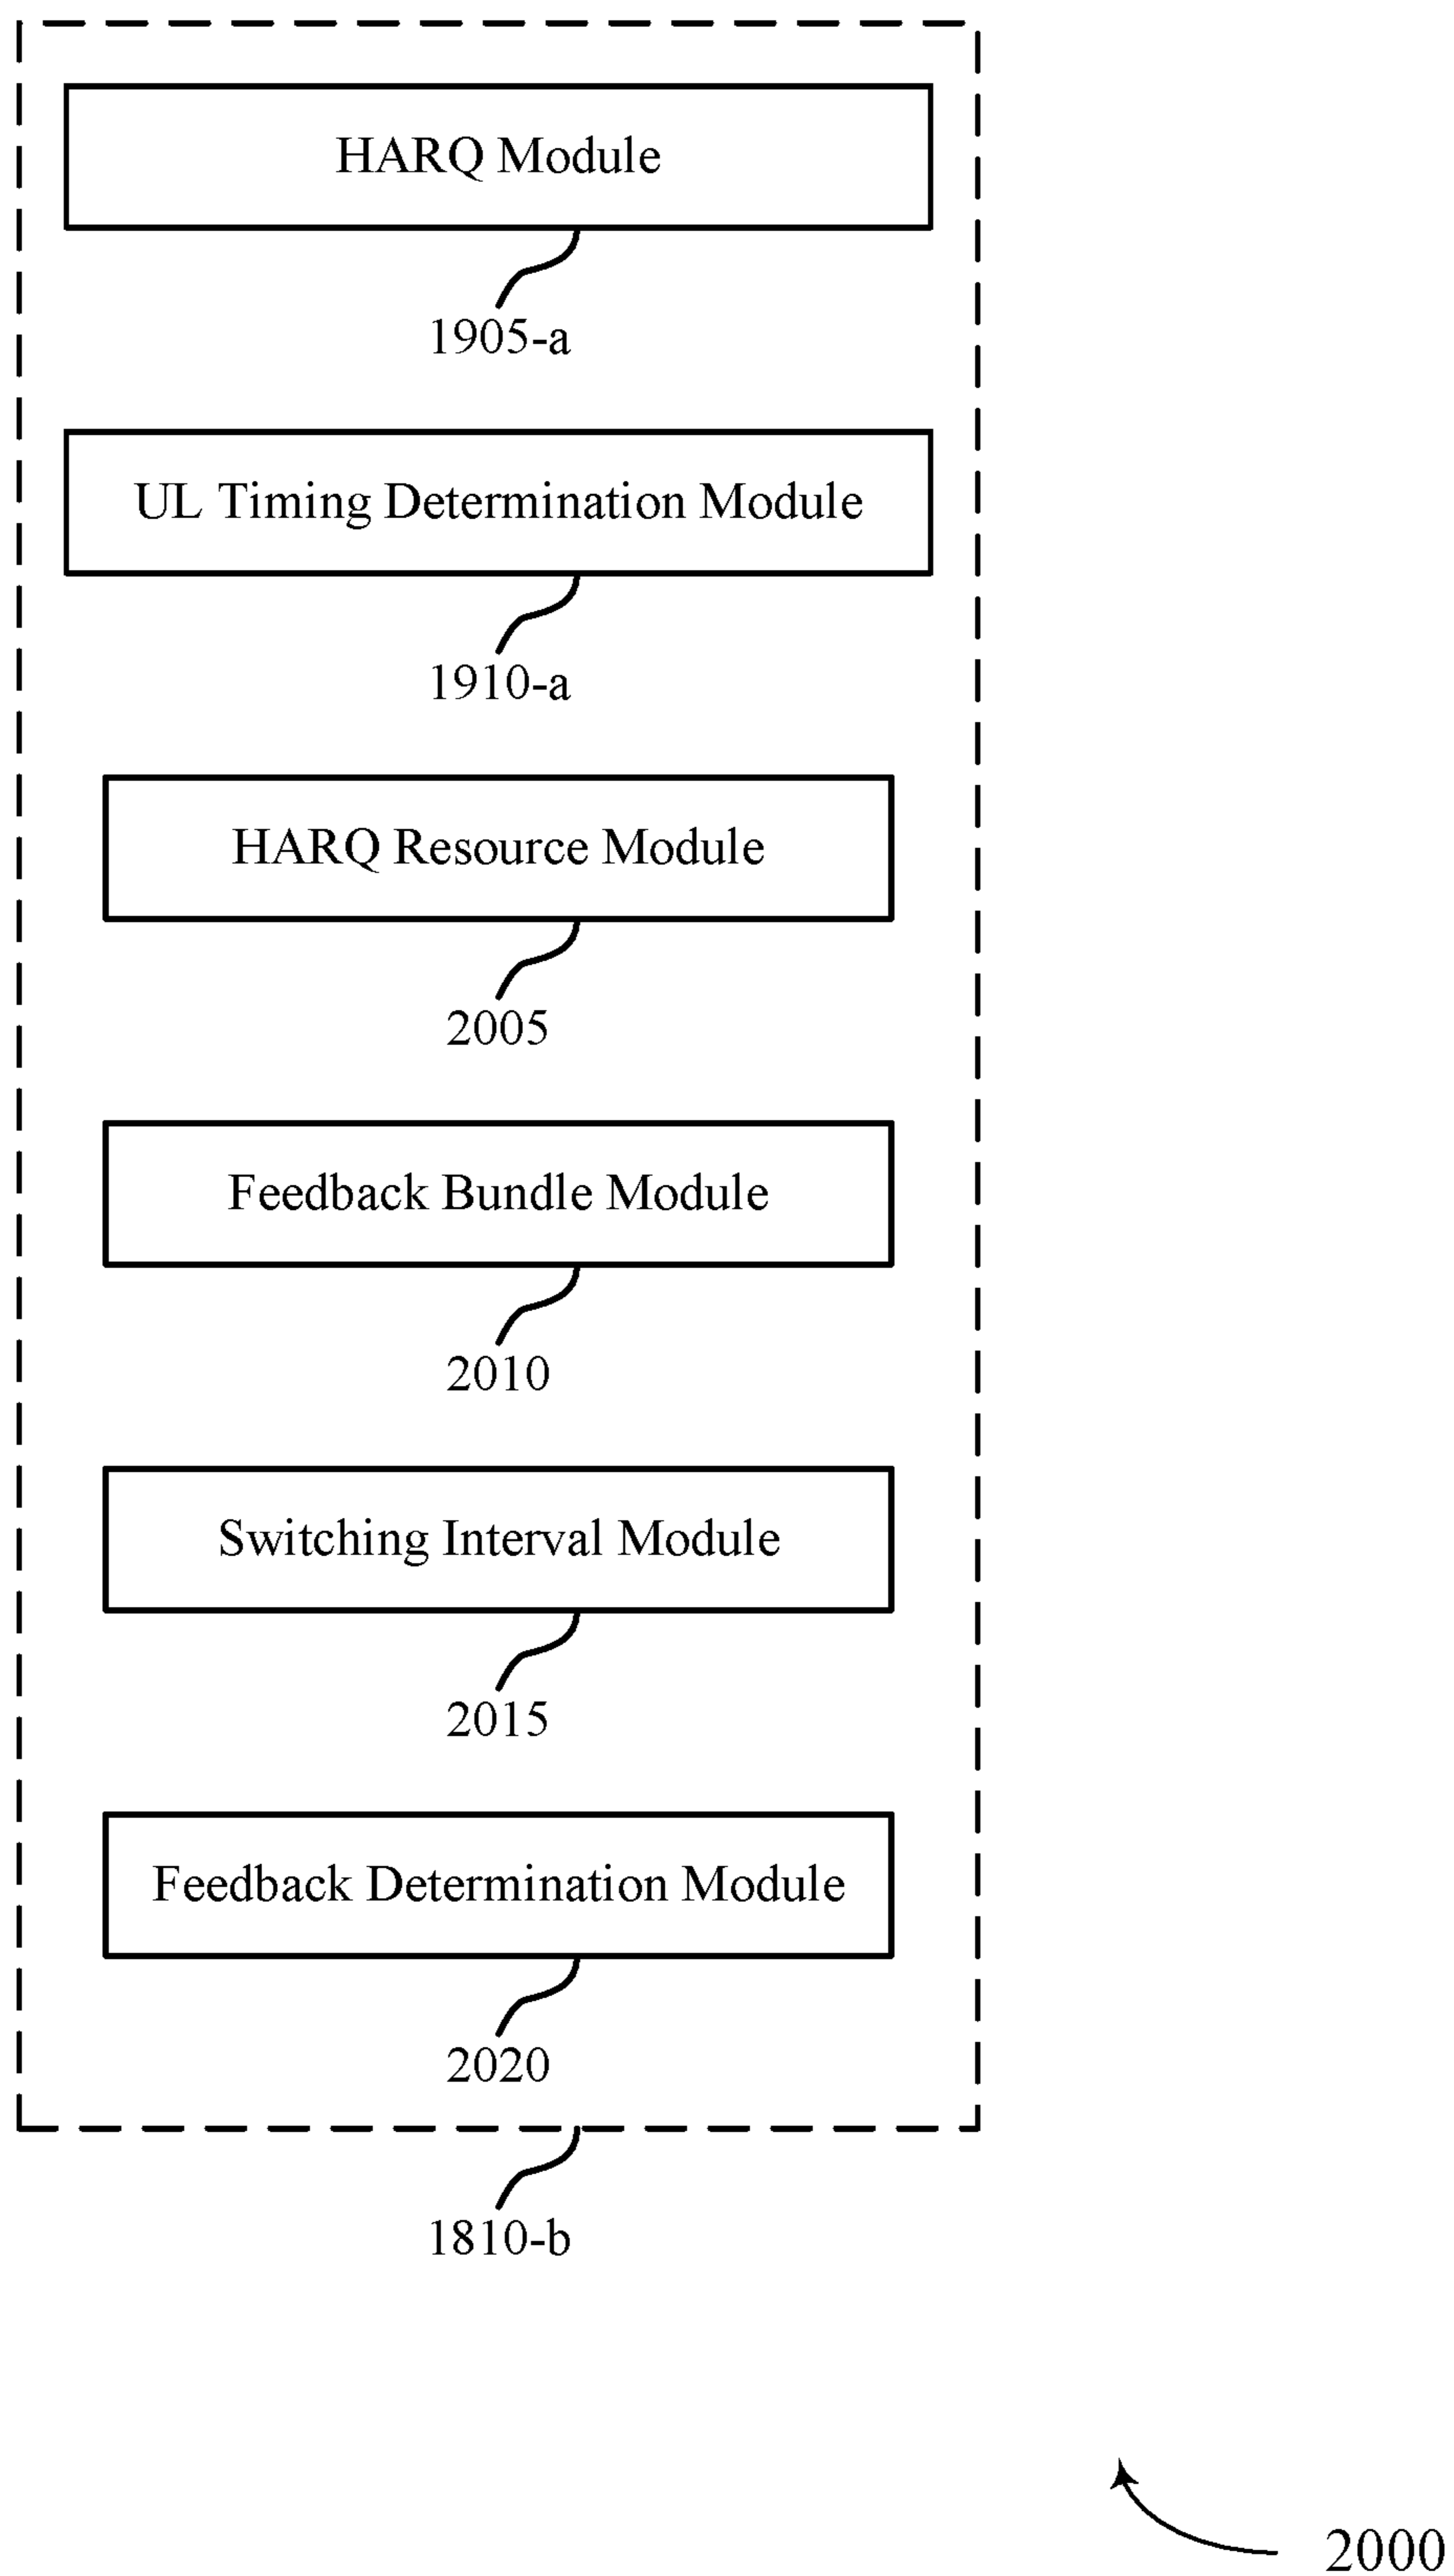 HARQ Module
1905-a
UL Timing Determination Module
1910-a
HARQ Resource Module
2005
Feedback Bundle Module
2010
Switching Interval Module
2015
Feedback Determination Module
2020
1810-b
2000